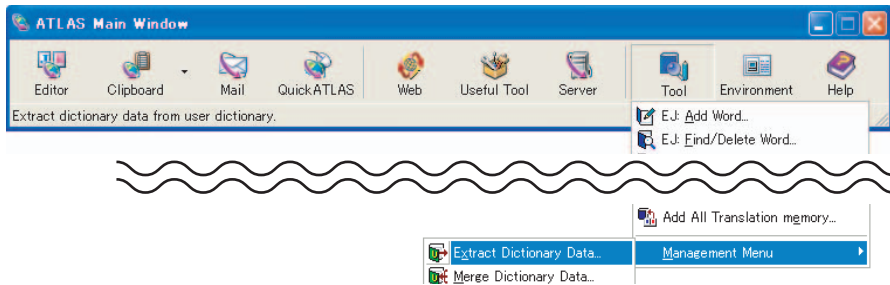 ATLAS Main Window
Editor Clipboard Mail QuickATLAS Web Useful Tool Server Tool Environment Help
Extract dictionary data from user dictionary.
EJ: Add Word...
EJ: Find/Delete Word...
Add All Translation memory...
Extract Dictionary Data... Management Menu
Merge Dictionary Data...